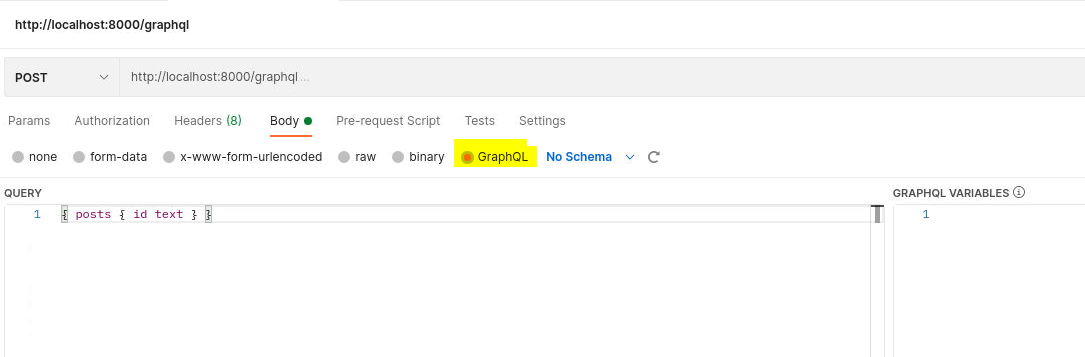 http://localhost:8000/graphql
POST http://localhost:8000/graphql ...
Params Authorization Headers (8) Body Pre-request Script Tests Settings
none form-data x-www-form-urlencoded raw binary GraphQL No Schema
QUERY GRAPHQL VARIABLES
1 { posts { id text } } 1